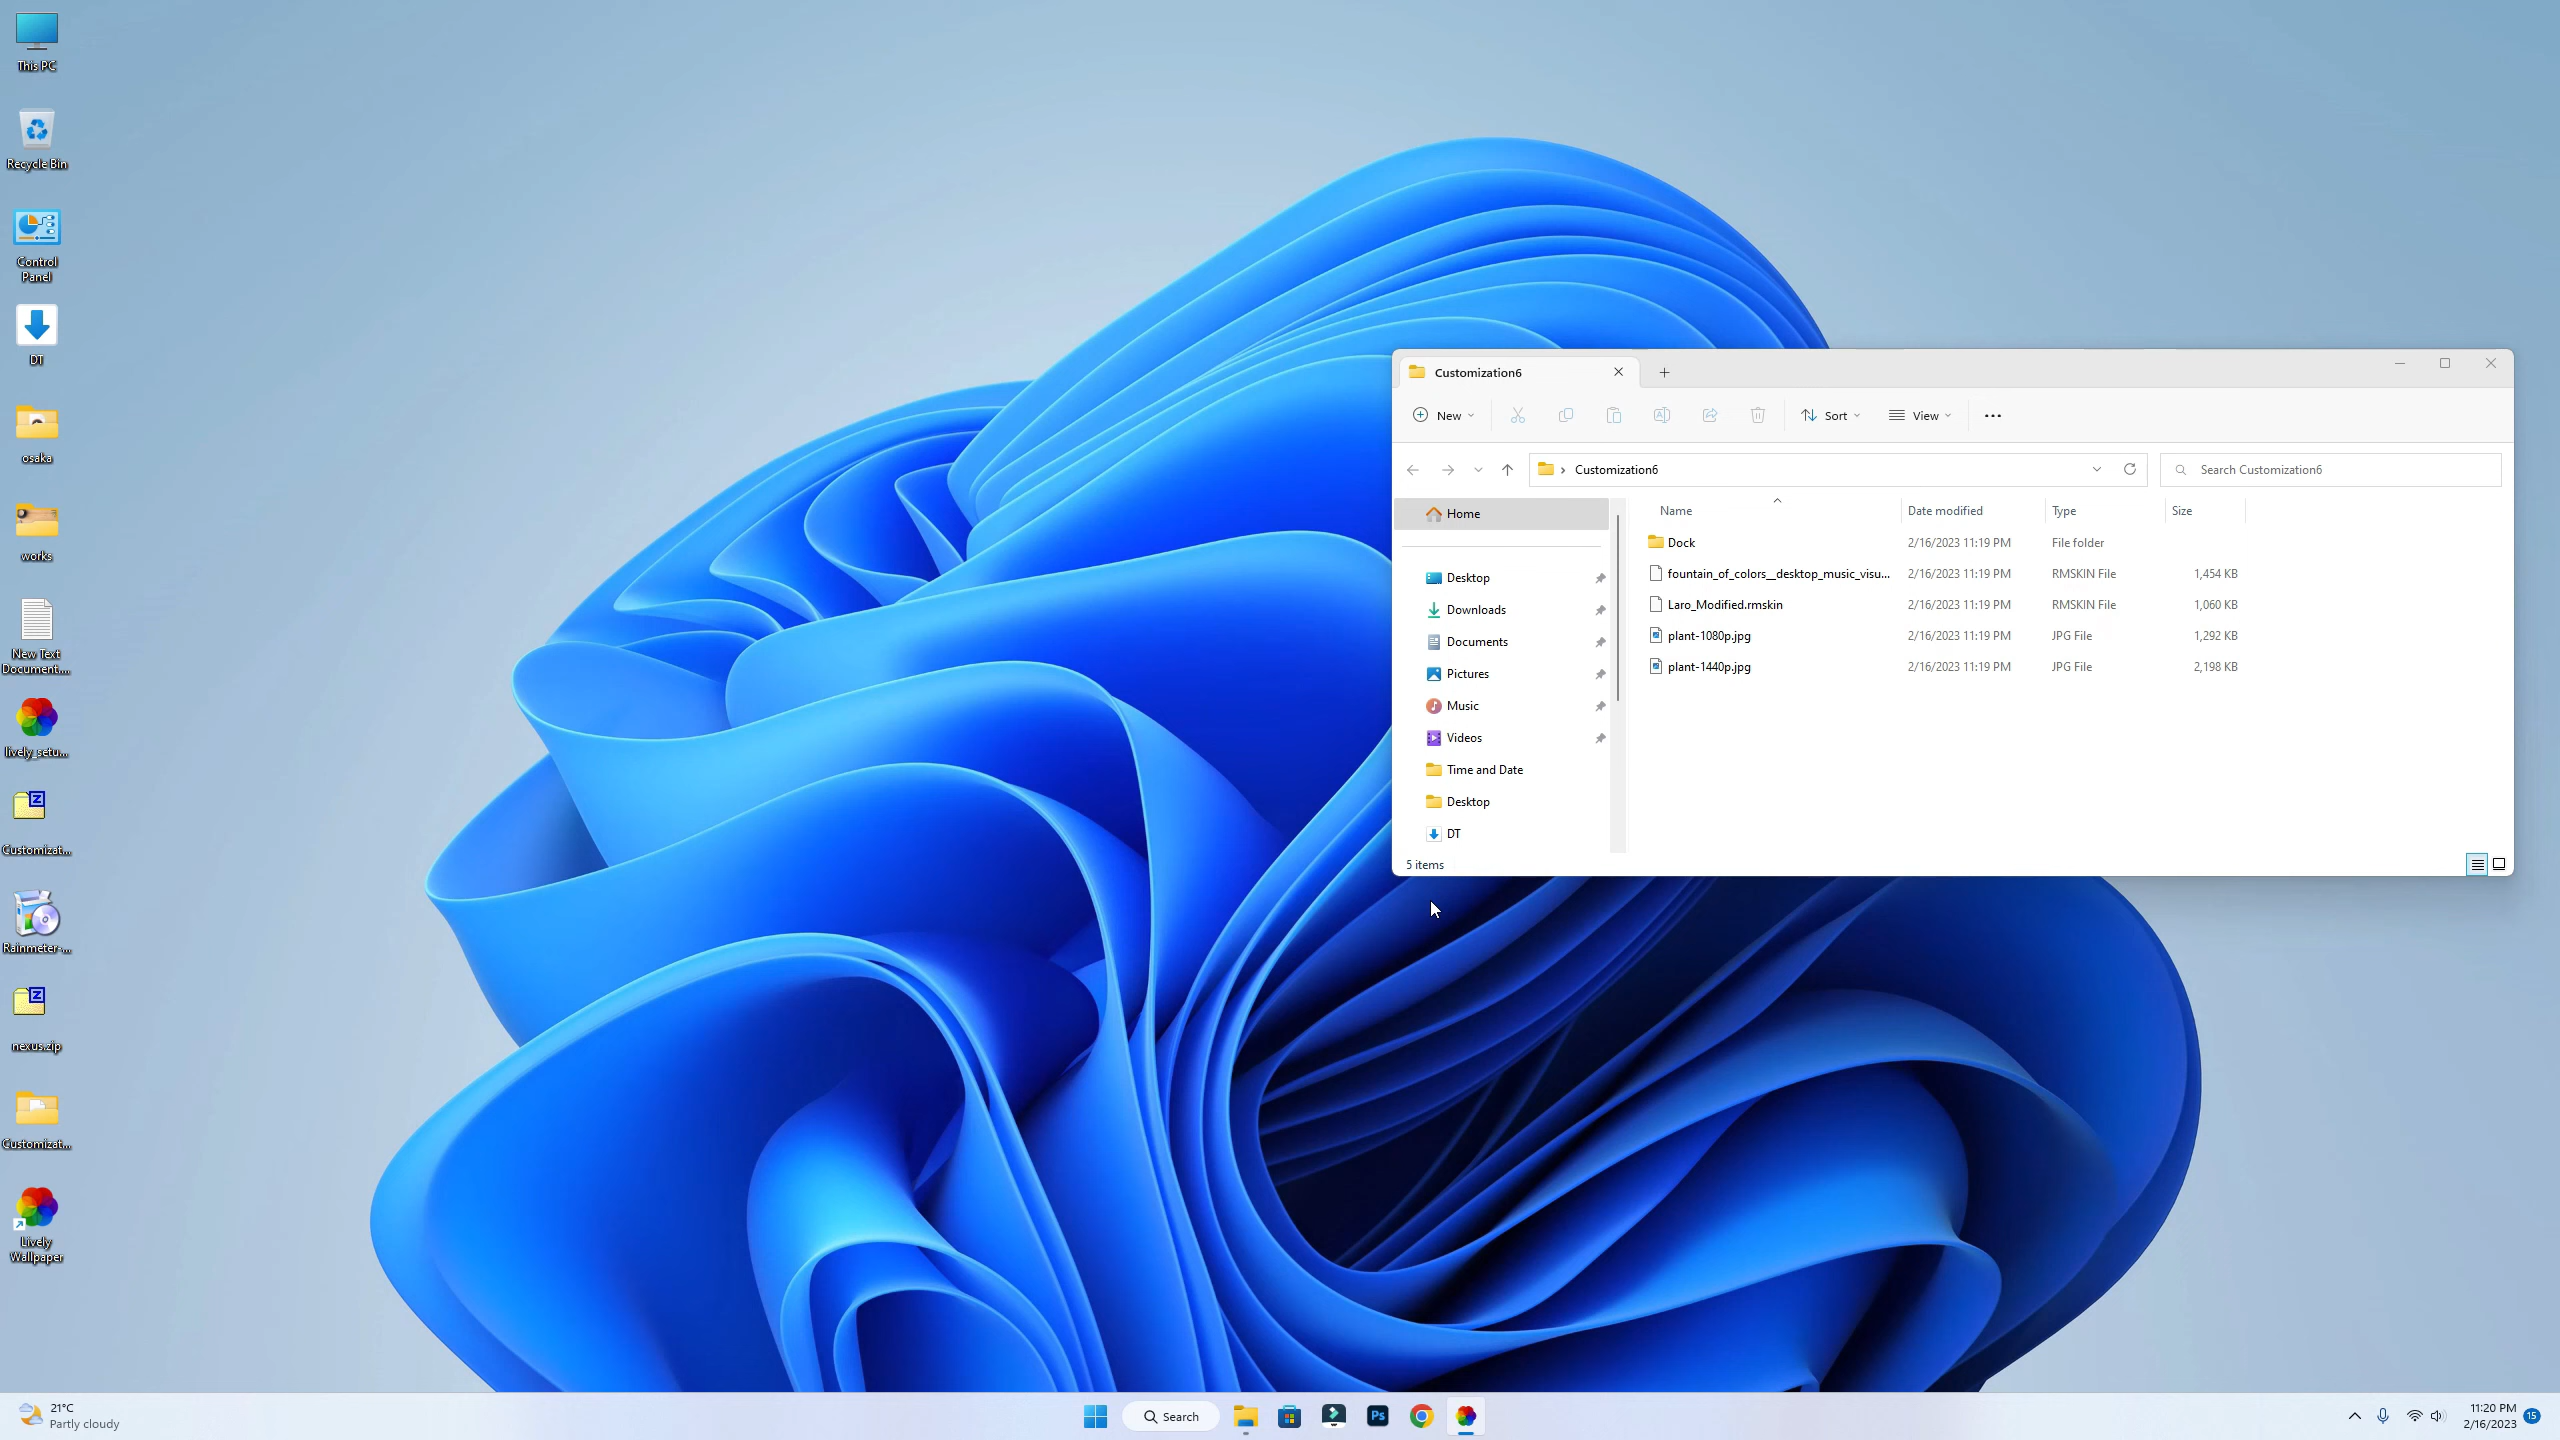 This PC
Recycle Bin
Control
Panel
DT
osaka
works
New Text
Document....
lively_setu...
Customizat...
Rainmeter-...
nexus.zip
Customizat...
Lively
Wallpaper
Customization6
New
Sort
View
Customization6
Search Customization6
Home
Desktop
Downloads
Documents
Pictures
Music
Videos
Time and Date
Desktop
DT
Name Date modified Type Size
Dock 2/16/2023 11:19 PM File folder
fountain_of_colors__desktop_music_visu... 2/16/2023 11:19 PM RMSKIN File 1,454 KB
Laro_Modified.rmskin 2/16/2023 11:19 PM RMSKIN File 1,060 KB
plant-1080p.jpg 2/16/2023 11:19 PM JPG File 1,292 KB
plant-1440p.jpg 2/16/2023 11:19 PM JPG File 2,198 KB
5 items
21°C
Partly cloudy
Search
Ps
11:20 PM
2/16/2023
15